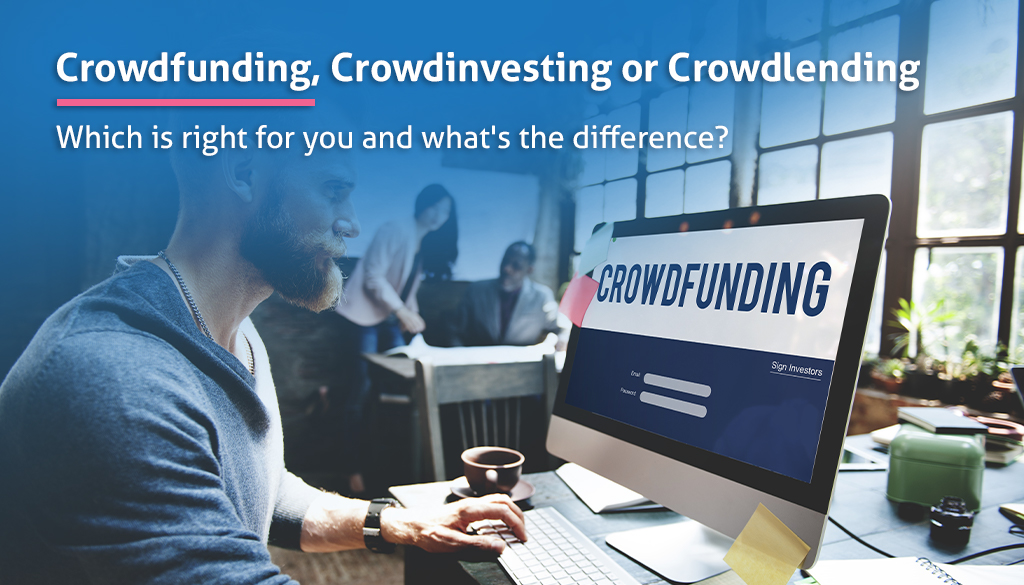 Crowdfunding, Crowdinvesting or Crowdlending
Which is right for you and what's the difference?
CROWDFUNDING
Sign Investors
Email
Password